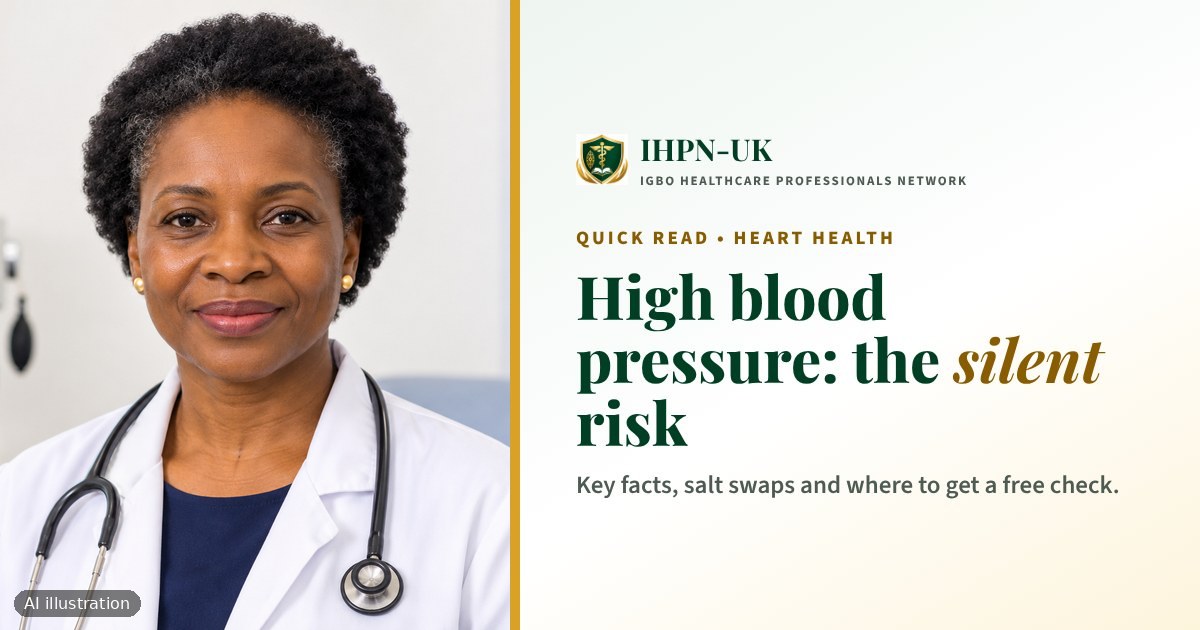 IHPN-UK
IGBO HEALTHCARE PROFESSIONALS NETWORK
QUICK READ • HEART HEALTH
High blood
pressure: the silent
risk
Key facts, salt swaps and where to get a free check.
AI illustration